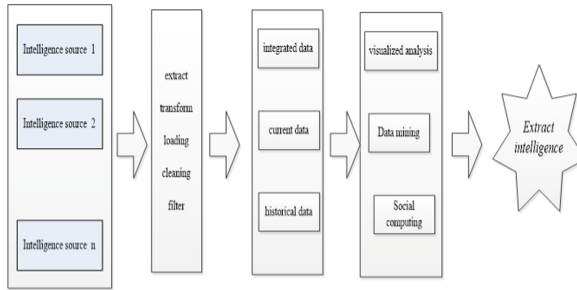 Intelligence source 1
Intelligence source 2
Intelligence source n
extract
transform
loading
cleaning
filter
integrated data
current data
historical data
visualized analysis
Data mining
Social
computing
Extract
intelligence